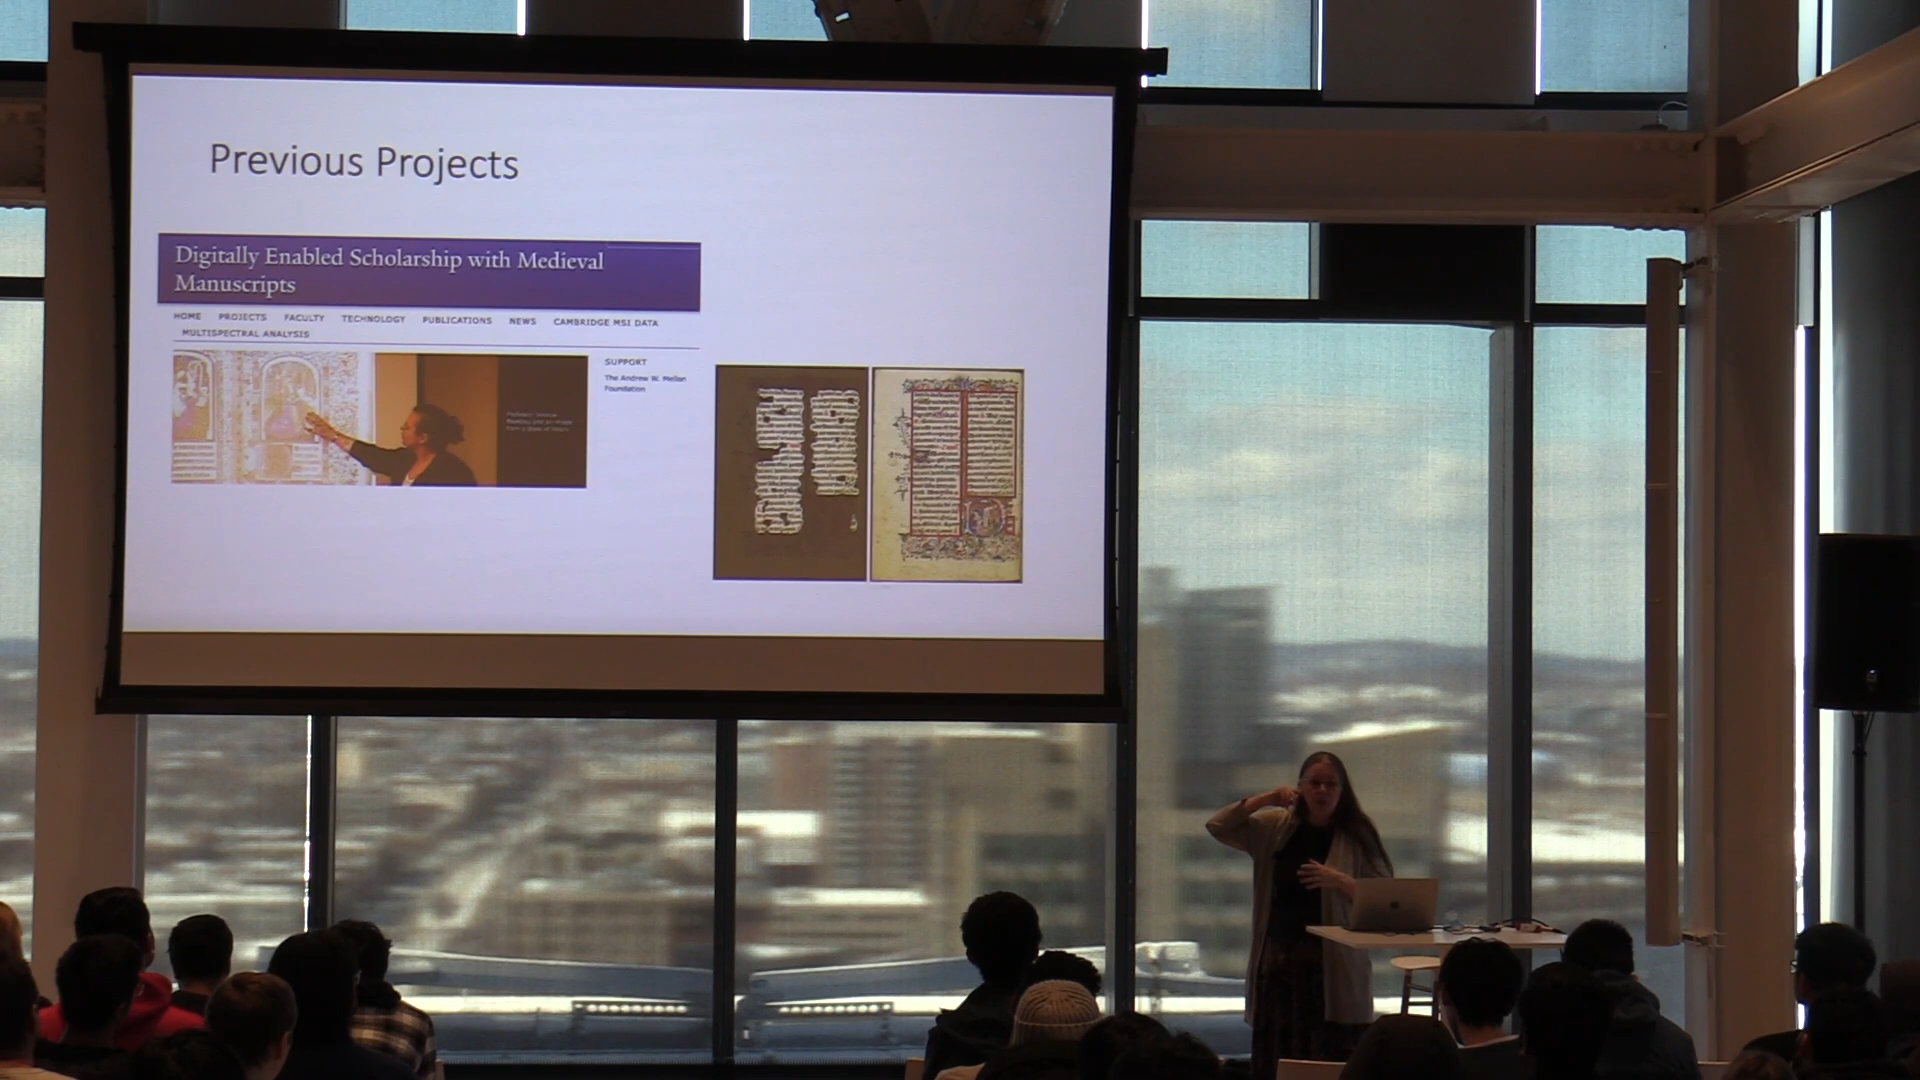 Previous Projects
Digitally Enabled Scholarship with Medieval
Manuscripts
HOME PROJECTS FACULTY TECHNOLOGY PUBLICATIONS NEWS CAMBRIDGE MSI DATA
MULTISPECTRAL ANALYSIS
SUPPORT
The Andrew W. Mellon
Foundation